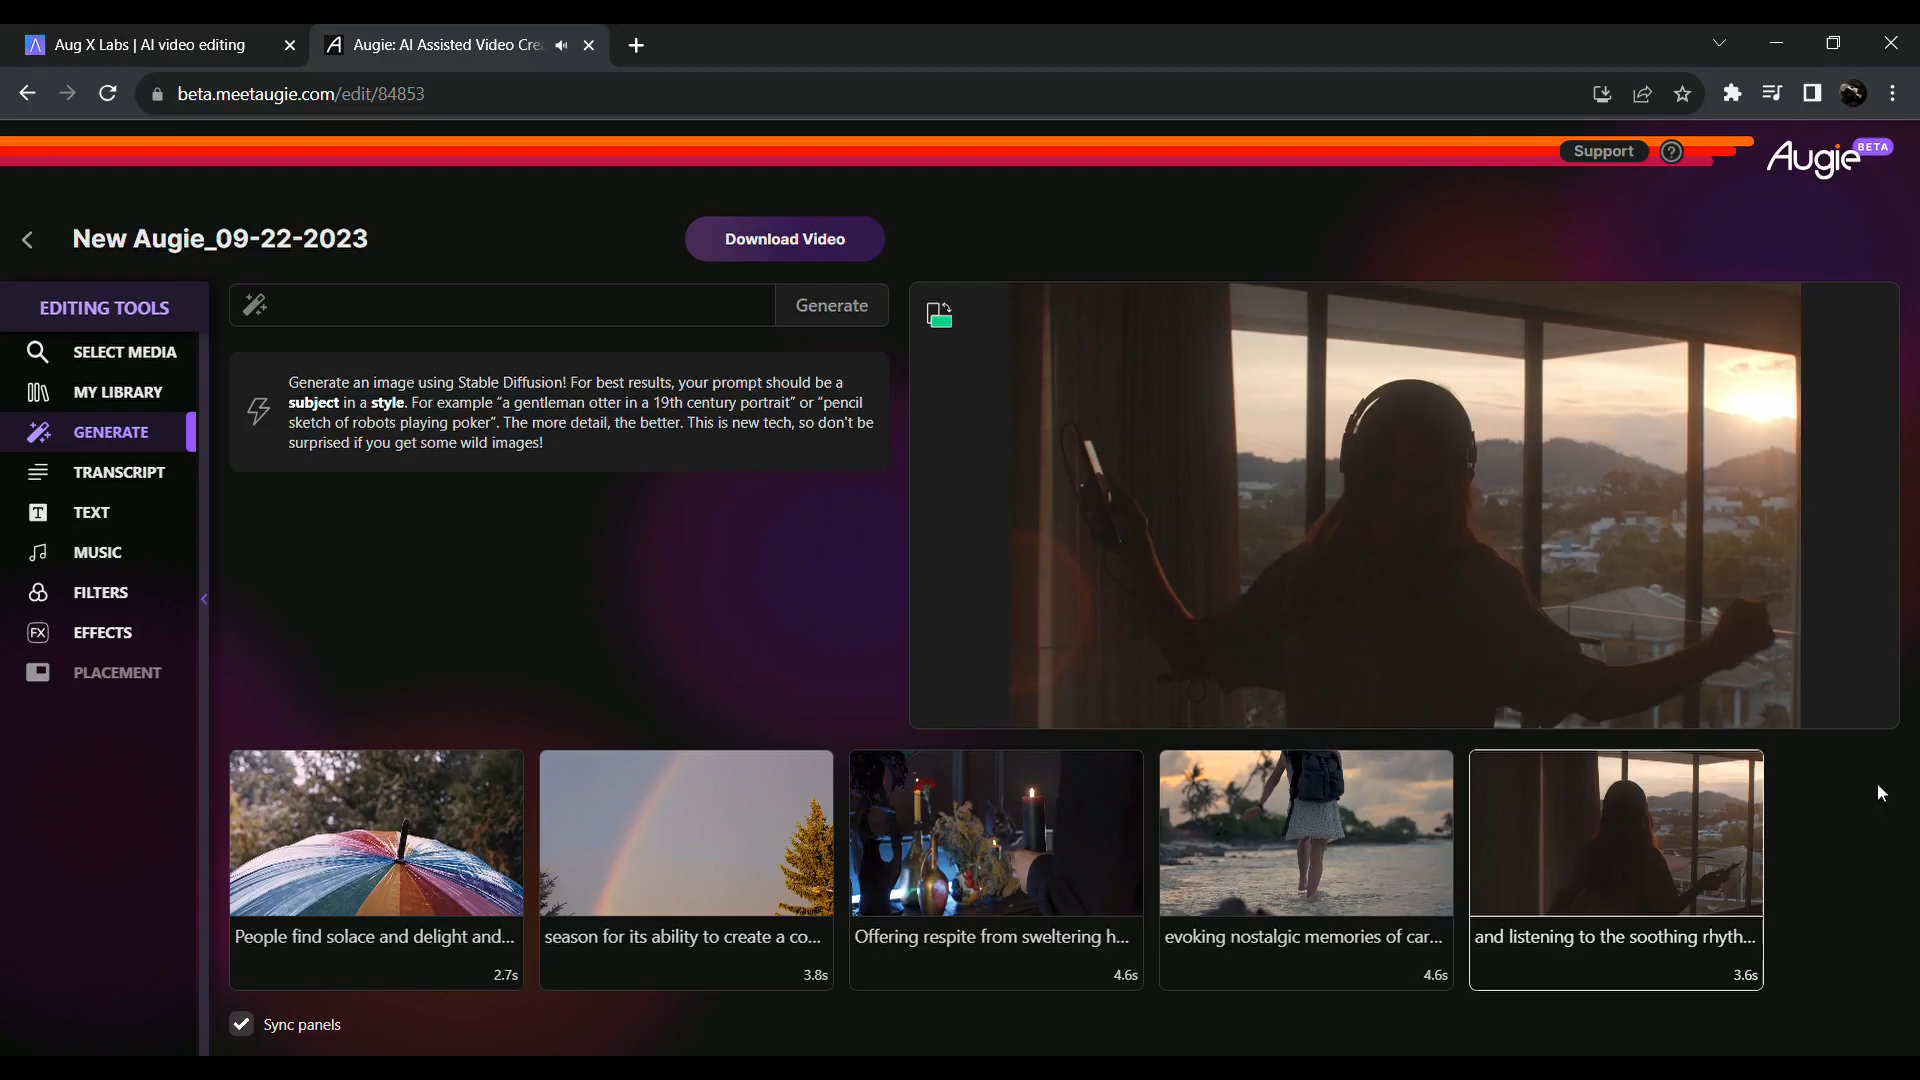 Aug X Labs | AI video editing
Augie: AI Assisted Video Cre
beta.meetaugie.com/edit/84853
Support
Augie BETA
New Augie_09-22-2023
Download Video
EDITING TOOLS
SELECT MEDIA
MY LIBRARY
GENERATE
TRANSCRIPT
TEXT
MUSIC
FILTERS
FX EFFECTS
PLACEMENT
Generate
Generate an image using Stable Diffusion! For best results, your prompt should be a
subject in a style. For example “a gentleman otter in a 19th century portrait” or “pencil
sketch of robots playing poker”. The more detail, the better. This is new tech, so don't be
surprised if you get some wild images!
People find solace and delight and...
2.7s
season for its ability to create a co...
3.8s
Offering respite from sweltering h...
4.6s
evoking nostalgic memories of car...
4.6s
and listening to the soothing rhyth...
3.6s
Sync panels